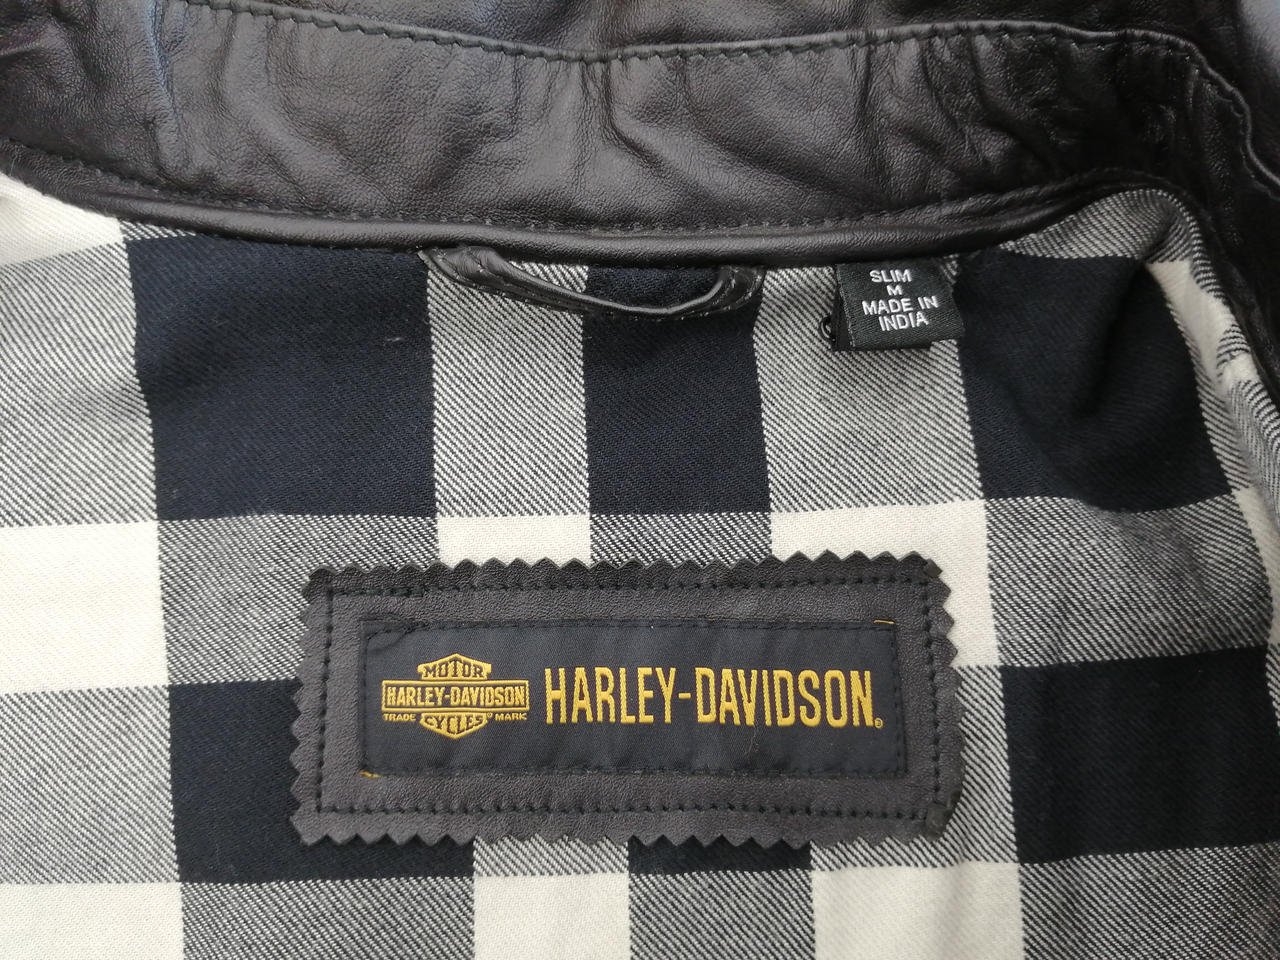 SLIM
M
MADE IN
INDIA
MOTOR
HARLEY-DAVIDSON
TRADE MARK
CYCLES®
HARLEY-DAVIDSON®